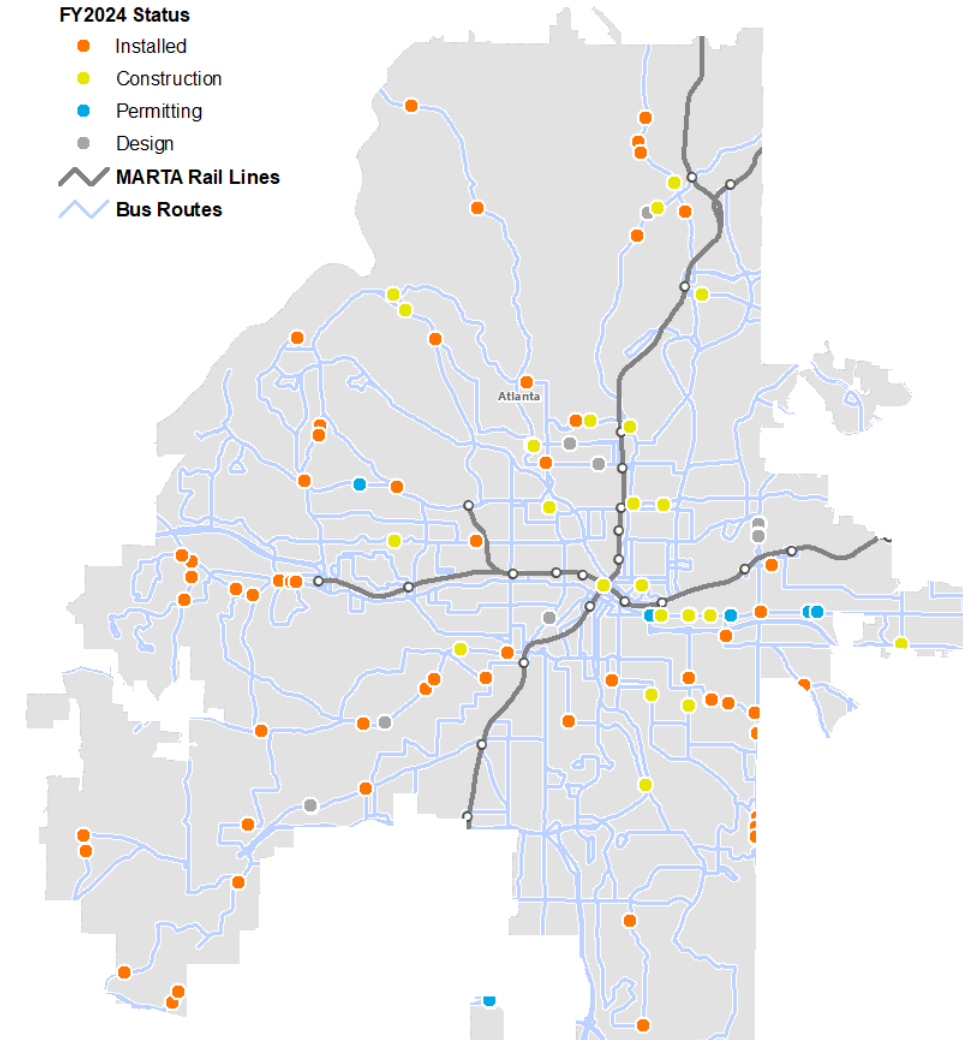 FY2024 Status
Installed
Construction
Permitting
Design
MARTA Rail Lines
Bus Routes
Atlanta